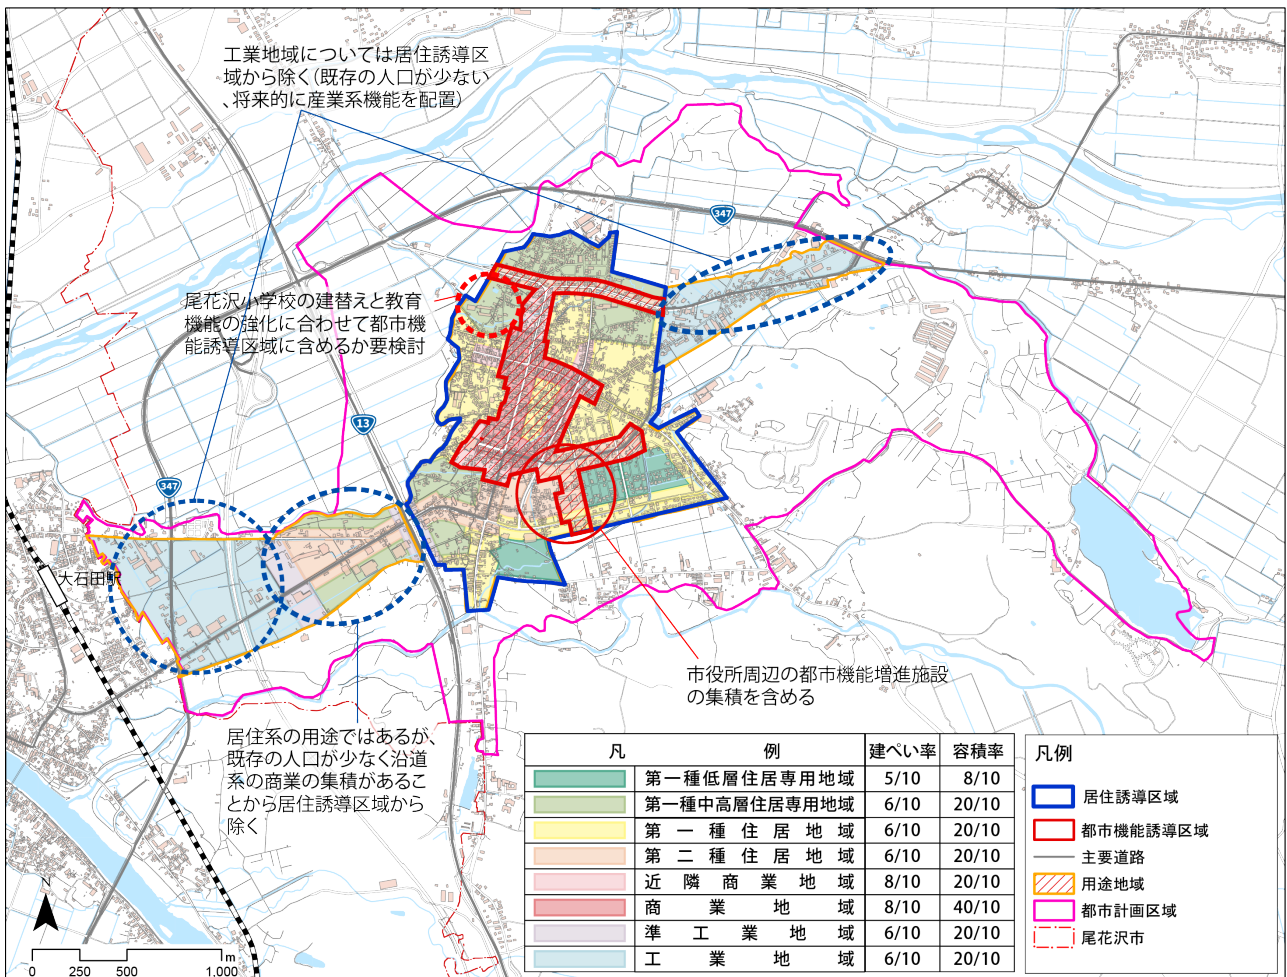 工業地域については居住誘導区
域から除く(既存の人口が少ない
、将来的に産業系機能を配置)
347
尾花沢小学校の建替えと教育
機能の強化に合わせて都市機
能誘導区域に含めるか要検討
13
347
大石田駅
市役所周辺の都市機能増進施設
の集積を含める
居住系の用途ではあるが、
既存の人口が少なく沿道
系の商業の集積があるこ
とから居住誘導区域から
除く
凡例 建ぺい率 容積率
第一種低層住居専用地域 5/10 8/10
第一種中高層住居専用地域 6/10 20/10
第一種住居地域 6/10 20/10
第二種住居地域 6/10 20/10
近隣商業地域 8/10 20/10
商業地域 8/10 40/10
準工業地域 6/10 20/10
工業地域 6/10 20/10
凡例
居住誘導区域
都市機能誘導区域
主要道路
用途地域
都市計画区域
尾花沢市
N
0 250 500 1,000 m